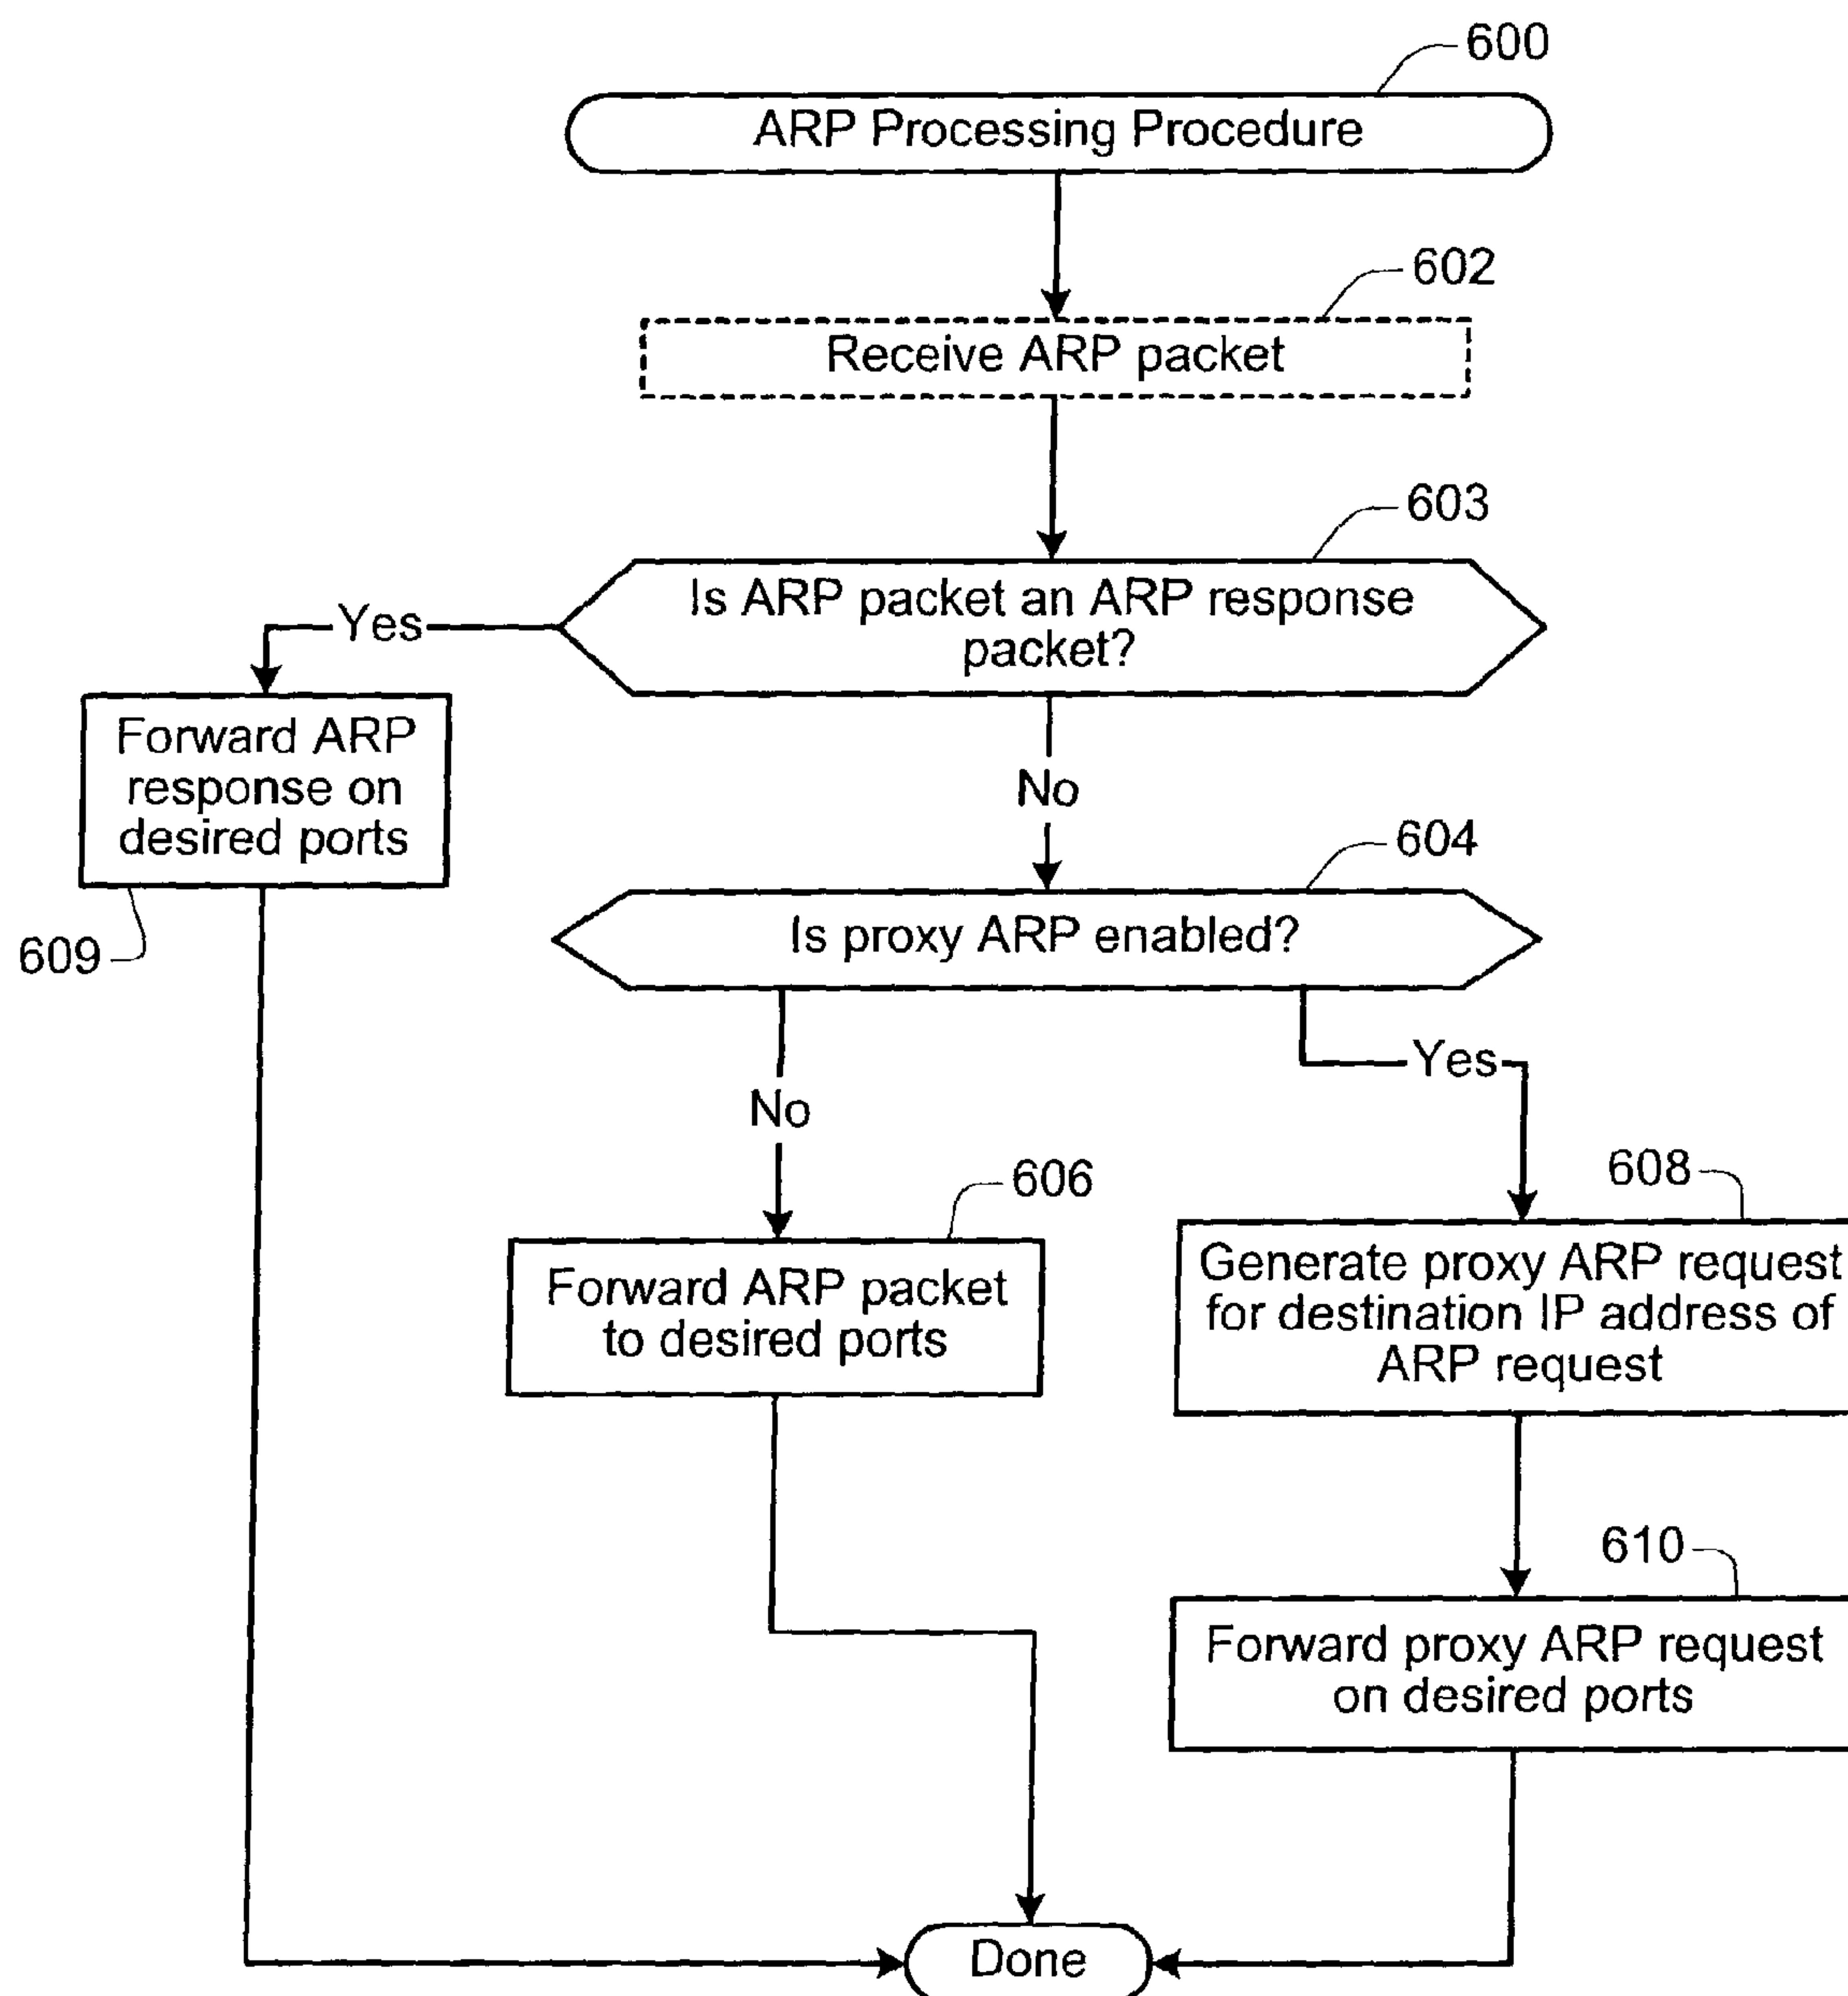 600
ARP Processing Procedure
602
Receive ARP packet
603
Is ARP packet an ARP response
packet?
Yes
Forward ARP
response on
desired ports
609
No
604
Is proxy ARP enabled?
No
Yes
606
Forward ARP packet
to desired ports
608
Generate proxy ARP request
for destination IP address of
ARP request
610
Forward proxy ARP request
on desired ports
Done